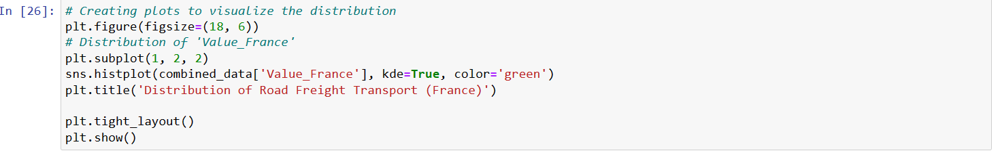 In [26]:
# Creating plots to visualize the distribution
plt.figure(figsize=(18, 6))
# Distribution of 'Value_France'
plt.subplot(1, 2, 2)
sns.histplot(combined_data['Value_France'], kde=True, color='green')
plt.title('Distribution of Road Freight Transport (France)')
plt.tight_layout()
plt.show()